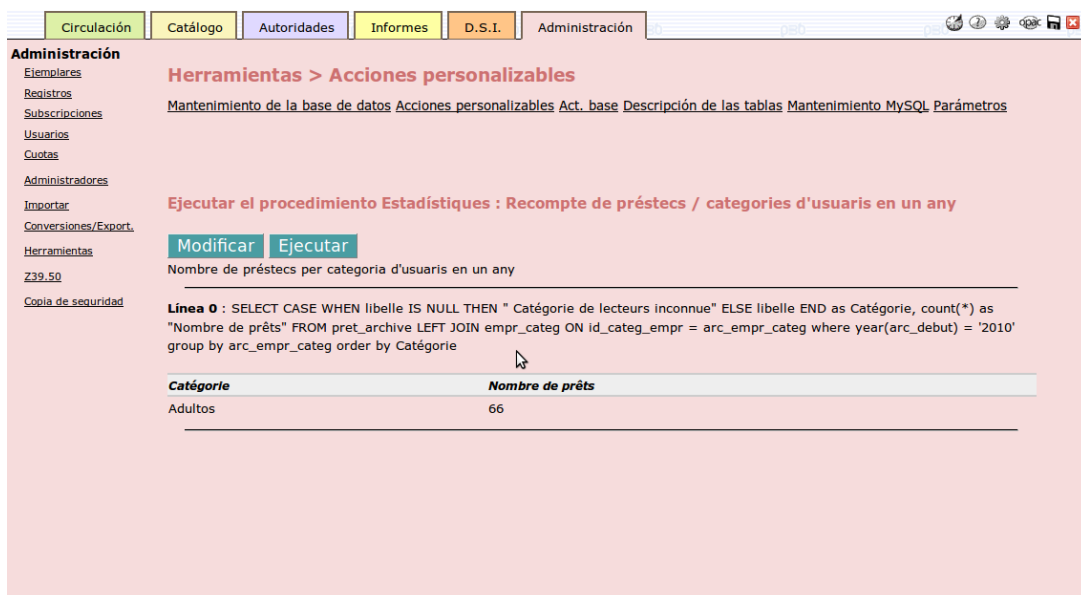 Circulación Catálogo Autoridades Informes D.S.I. Administración opac
Administración
Ejemplares
Registros
Subscripciones
Usuarios
Cuotas
Administradores
Importar
Conversiones/Export.
Herramientas
Z39.50
Copia de seguridad
Herramientas > Acciones personalizables
Mantenimiento de la base de datos Acciones personalizables Act. base Descripción de las tablas Mantenimiento MySQL Parámetros
Ejecutar el procedimiento Estadístiques : Recompte de préstecs / categories d'usuaris en un any
Modificar Ejecutar
Nombre de préstecs per categoria d'usuaris en un any
Línea 0 : SELECT CASE WHEN libelle IS NULL THEN " Catégorie de lecteurs inconnue" ELSE libelle END as Catégorie, count(*) as
"Nombre de prêts" FROM pret_archive LEFT JOIN empr_categ ON id_categ_empr = arc_empr_categ where year(arc_debut) = '2010'
group by arc_empr_categ order by Catégorie
Catégorie Nombre de prêts
Adultos 66